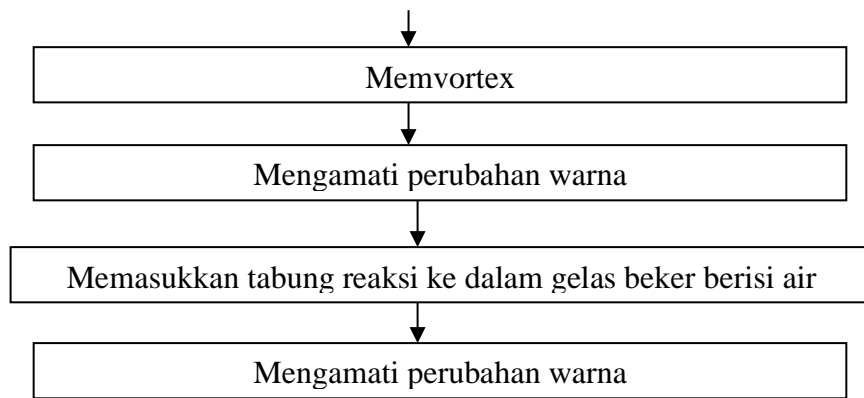 Memvortex
Mengamati perubahan warna
Memasukkan tabung reaksi ke dalam gelas beker berisi air
Mengamati perubahan warna